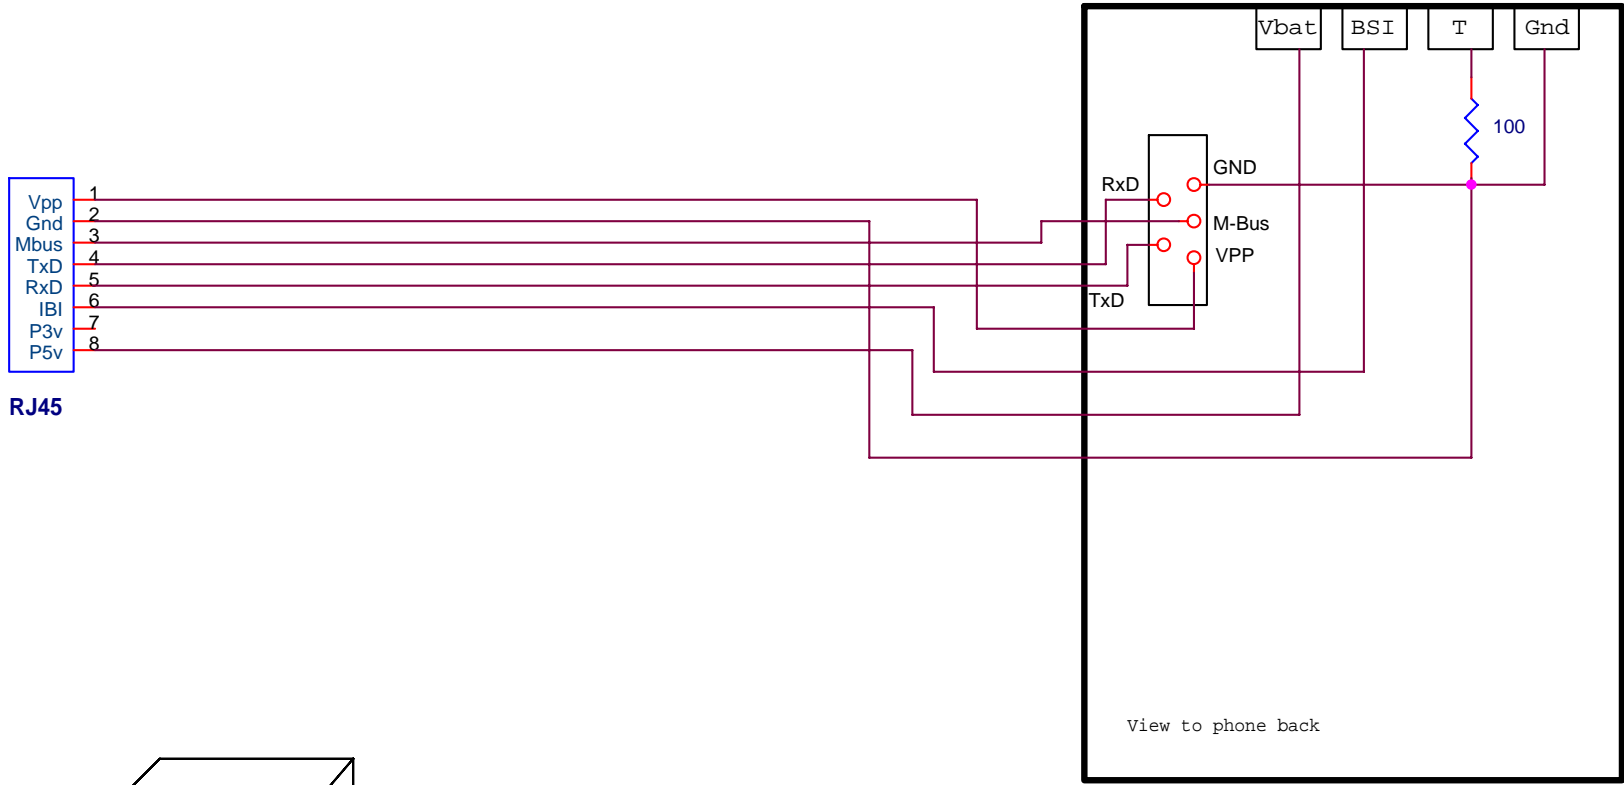 Vbat BSI T Gnd
100
GND
RxD
M-Bus
VPP
TxD
Vpp 1
Gnd 2
Mbus 3
TxD 4
RxD 5
IBI 6
P3v 7
P5v 8
RJ45
View to phone back